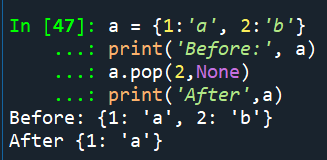 In [47]: a = {1:'a', 2:'b'}
...: print('Before:', a)
...: a.pop(2,None)
...: print('After',a)
Before: {1: 'a', 2: 'b'}
After {1: 'a'}